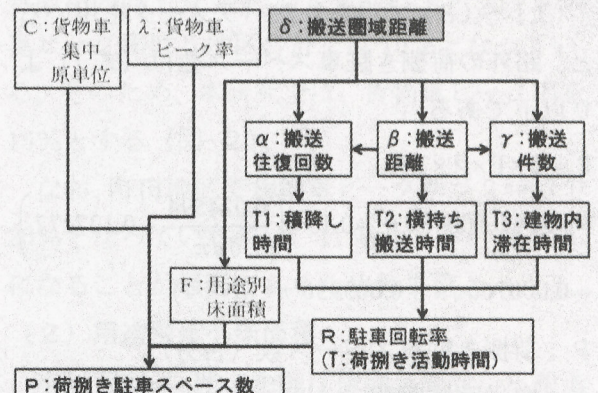 C：貨物車
集中
原単位
λ：貨物車
ピーク率
δ：搬送圏域距離
α：搬送
往復回数
β：搬送
距離
γ：搬送
件数
T1：積降し
時間
T2：横持ち
搬送時間
T3：建物内
滞在時間
F：用途別
床面積
R：駐車回転率
(T：荷捌き活動時間)
P：荷捌き駐車スペース数